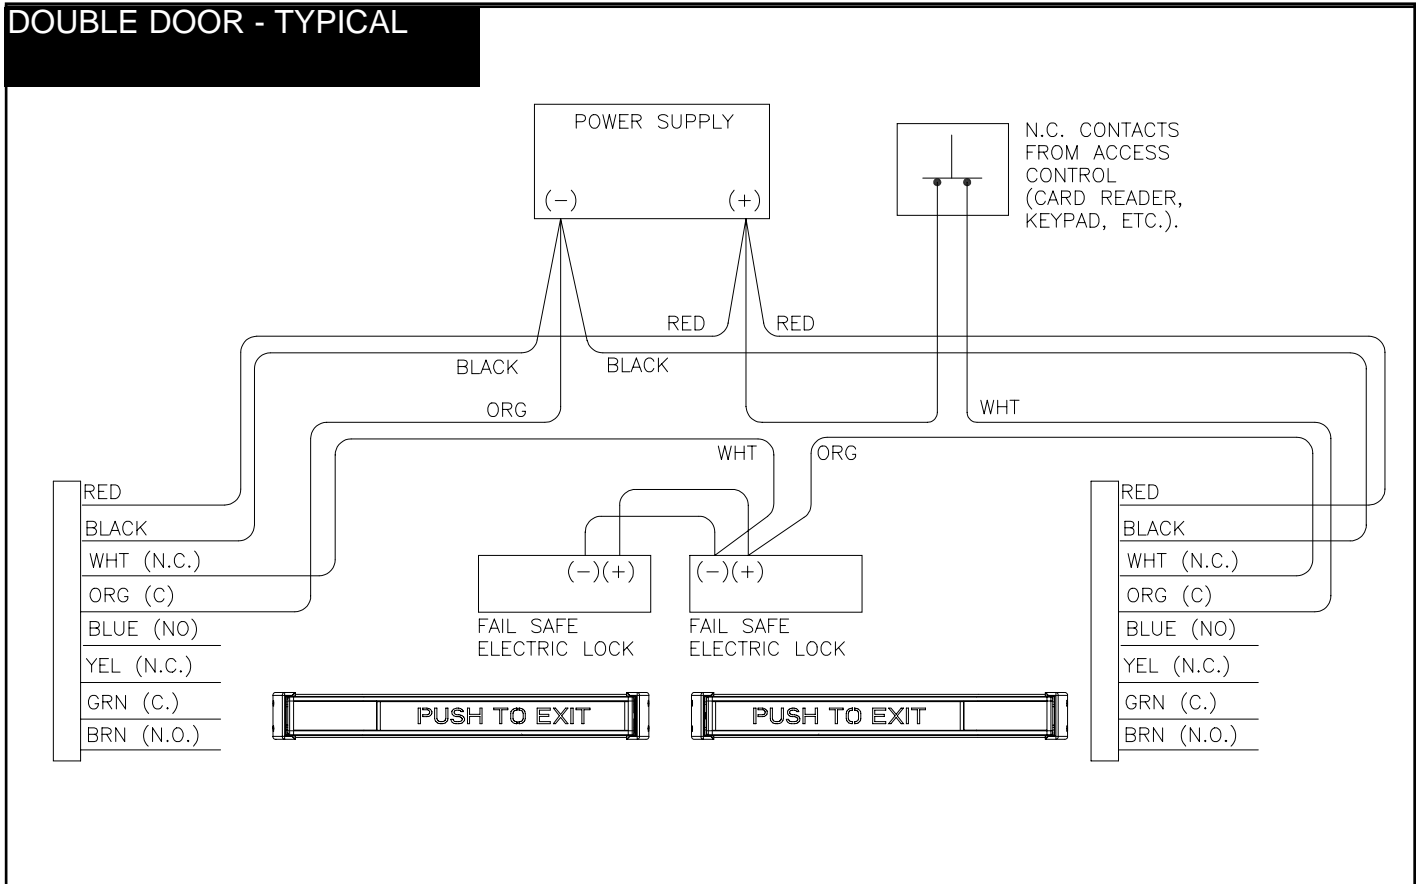 DOUBLE DOOR - TYPICAL
POWER SUPPLY
(-)
(+)
N.C. CONTACTS
FROM ACCESS
CONTROL
(CARD READER,
KEYPAD, ETC.).
RED
RED
BLACK
BLACK
ORG
WHT
WHT
ORG
RED
BLACK
WHT (N.C.)
ORG (C)
BLUE (NO)
YEL (N.C.)
GRN (C.)
BRN (N.O.)
(-)(+)
FAIL SAFE
ELECTRIC LOCK
(-)(+)
FAIL SAFE
ELECTRIC LOCK
PUSH TO EXIT
PUSH TO EXIT
RED
BLACK
WHT (N.C.)
ORG (C)
BLUE (NO)
YEL (N.C.)
GRN (C.)
BRN (N.O.)